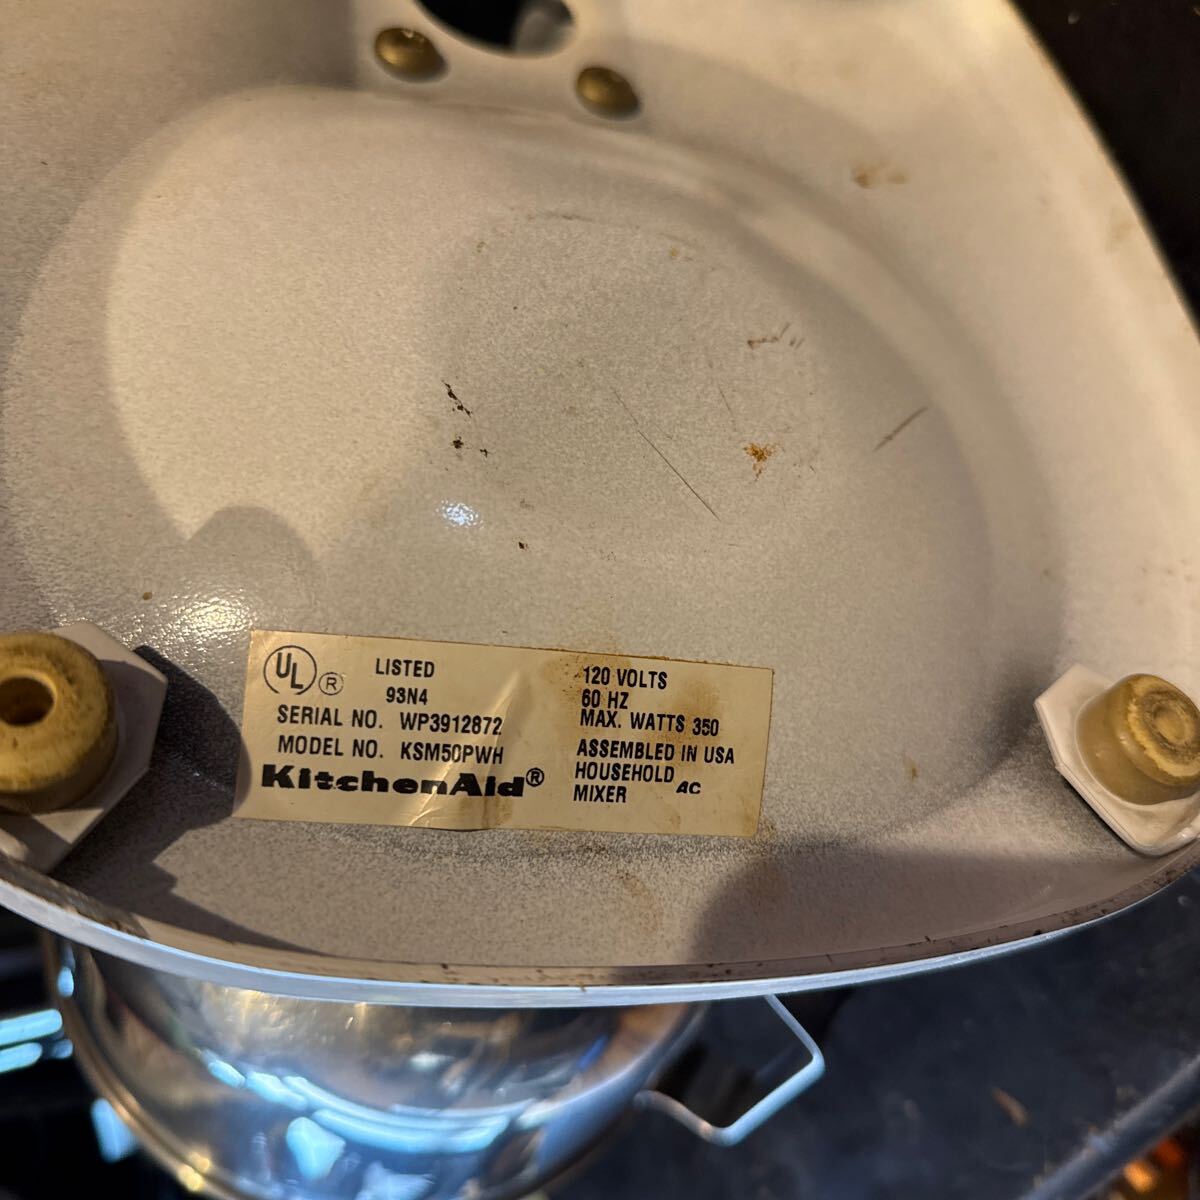 UL ® LISTED
93N4
SERIAL NO. WP3912872
MODEL NO. KSM50PWH
KitchenAid®
120 VOLTS
60 HZ
MAX. WATTS 350
ASSEMBLED IN USA
HOUSEHOLD AC
MIXER